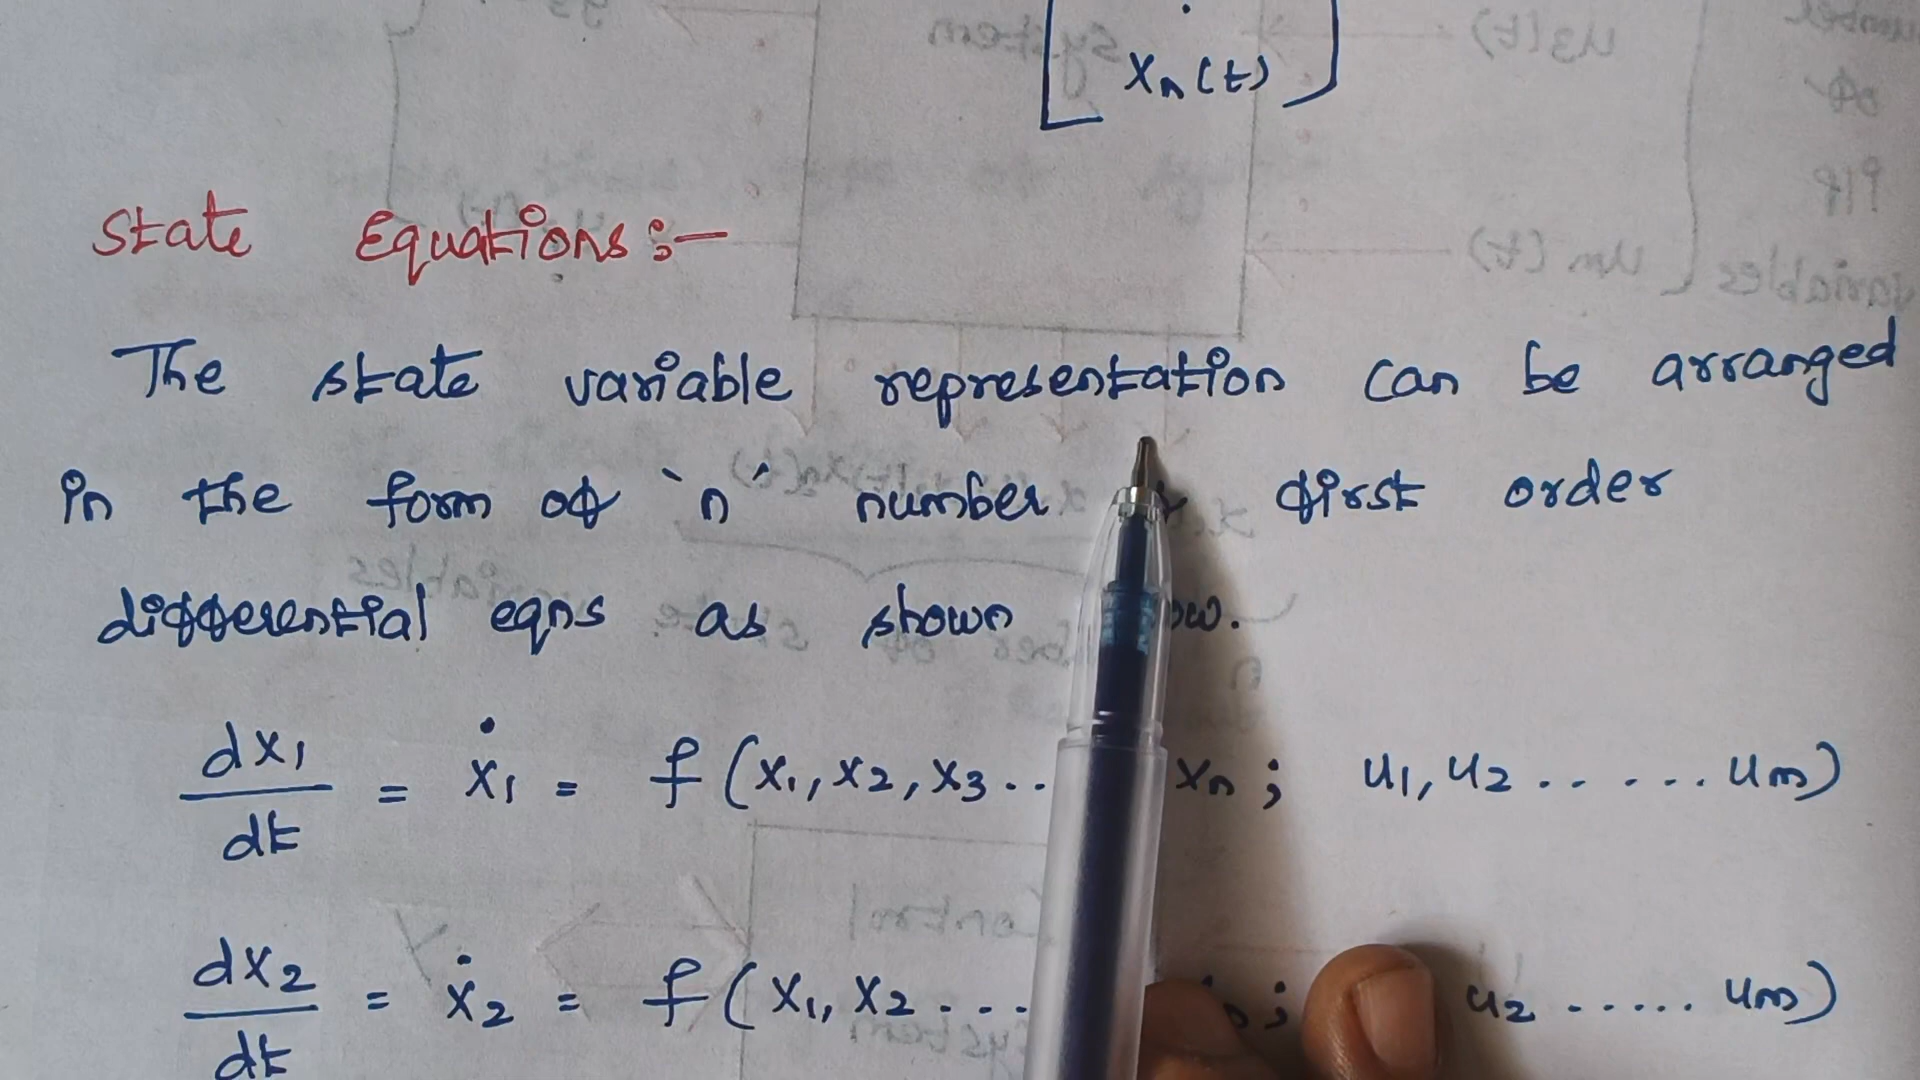 xn(t)
State Equations:-
The state variable representation can be arranged
in the form of 'n' number first order
differential eqns as shown
dx1/dt = ẋ1 = f(x1, x2, x3.. xn; u1, u2 . . . . . . um)
dx2/dt = ẋ2 = f(x1, x2 . . . ; u2 . . . . . um)